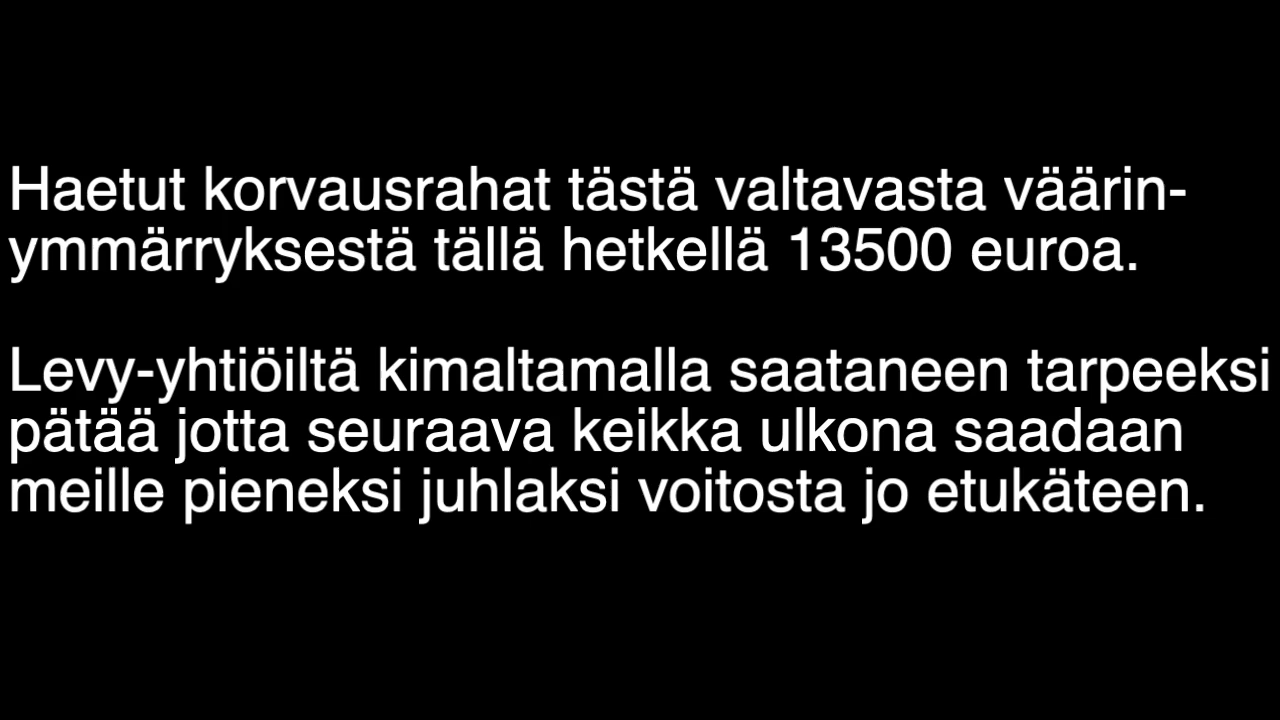 Haetut korvausrahat tästä valtavasta väärin-
ymmärryksestä tällä hetkellä 13500 euroa.
Levy-yhtiöiltä kimaltamalla saataneen tarpeeksi
pätää jotta seuraava keikka ulkona saadaan
meille pieneksi juhlaksi voitosta jo etukäteen.